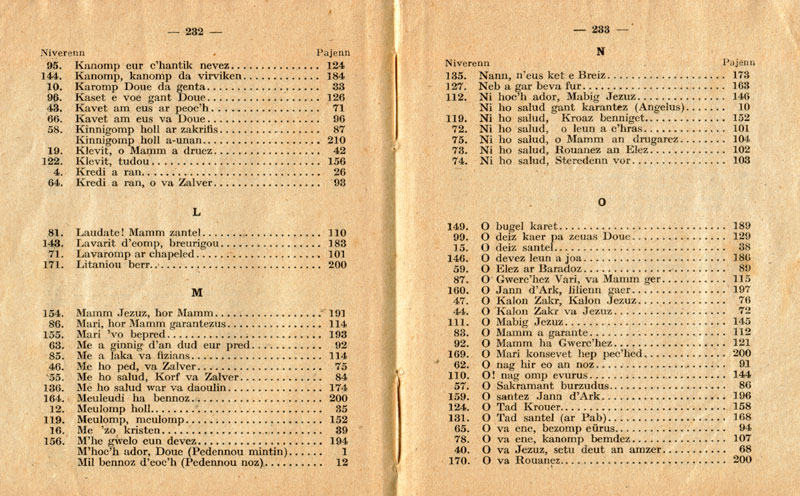 — 232 —
Niverenn Pajenn
95. Kanomp eur c'hantik nevez 124
144. Kanomp, kanomp da virviken 184
10. Karomp Doue da genta 33
96. Kaset e voe gant Doue 126
43. Kavet am eus ar peoc'h 71
66. Kavet am eus va Doue 96
58. Kinnigomp holl ar zakrifis 87
Kinnigomp holl a-unan 210
19. Klevit, o Mamm a druez 42
122. Klevit, tudou 156
4. Kredi a ran 26
64. Kredi a ran, o va Zalver 93
L
81. Laudate! Mamm zantel 110
143. Lavarit d'eomp, breurigou 183
71. Lavaromp ar chapeled 101
171. Litaniou berr 200
M
154. Mamm Jezuz, hor Mamm 191
86. Mari, hor Mamm garantezus 114
155. Mari 'vo bepred 193
63. Me a ginnig d'an dud eur pred 92
85. Me a laka va fizians 114
46. Me ho ped, va Zalver 75
55. Me ho salud, Korf va Zalver 84
136. Me ho salud war va daoulin 174
164. Meuleudi ha bennoz 200
12. Meulomp holl 35
119. Meulomp, meulomp 152
16. Me 'zo kristen 39
156. M'he gwelo eun devez 194
M'hoc'h ador, Doue (Pedennou mintin) 1
Mil bennoz d'eoc'h (Pedennou noz) 12
— 233 —
N
Niverenn Pajenn
135. Nann, n'eus ket e Breiz 173
127. Neb a gar beva fur 163
112. Ni hoc'h ador, Mabig Jezuz 146
Ni ho salud gant karantez (Angelus) 10
119. Ni ho salud, Kroaz benniget 152
72. Ni ho salud, o leun a c'hras 101
75. Ni ho salud, o Mamm an drugarez 104
73. Ni ho salud, Rouanez an Elez 102
74. Ni ho salud, Steredenn vor 103
O
149. O bugel karet 189
99. O deiz kaer pa zeuas Doue 129
15. O deiz santel 38
146. O devez leun a joa 186
59. O Elez ar Baradoz 89
87. O Gwerc'hez Vari, va Mamm ger 115
160. O Jann d'Ark, lilienn gaer 197
47. O Kalon Zakr, Kalon Jezuz 76
44. O Kalon Zakr va Jezuz 72
111. O Mabig Jezuz 145
83. O Mamm a garante 112
92. O Mamm ha Gwerc'hez 121
169. O Mari konsevet hep pec'hed 200
62. O nag hir eo an noz 91
110. O! nag omp evurus 144
57. O Sakramant burzudus 86
159. O santez Jann d'Ark 196
124. O Tad Krouer 158
131. O Tad santel (ar Pab) 168
65. O va ene, bezomp eürus 94
78. O va ene, kanomp bemdez 107
40. O va Jezuz, setu deut an amzer 68
170. O va Rouanez 200